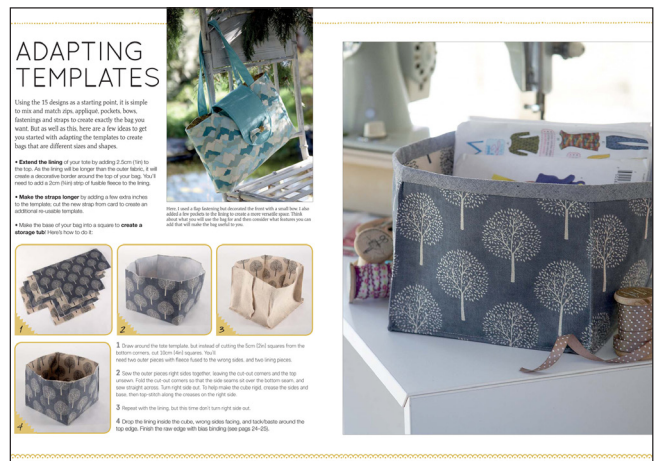 ADAPTING
TEMPLATES
Using the 15 designs as a starting point, it is simple
to mix and match zips, appliqué, pockets, bows,
fastenings and straps to create exactly the bag you
want. But as well as this, here are a few ideas to get
you started with adapting the templates to create
bags that are different sizes and shapes.
• Extend the lining of your tote by adding 2.5cm (1in) to
the top. As the lining will be longer than the outer fabric, it will
create a decorative border around the top of your bag. You'll
need to add a 2cm (¾in) strip of fusible fleece to the lining.
• Make the straps longer by adding a few extra inches
to the template; cut the new strap from card to create an
additional re-usable template.
• Make the base of your bag into a square to create a
storage tub! Here's how to do it:
Here, I used a flap fastening but decorated the front with a small bow. I also
added a few pockets to the lining to create a more versatile space. Think
about what you will use the bag for and then consider what features you can
add that will make the bag useful to you.
1
2
3
4
1 Draw around the tote template, but instead of cutting the 5cm (2in) squares from the
bottom corners, cut 10cm (4in) squares. You'll
need two outer pieces with fleece fused to the wrong sides, and two lining pieces.
2 Sew the outer pieces right sides together, leaving the cut-out corners and the top
unsewn. Fold the cut-out corners so that the side seams sit over the bottom seam, and
sew straight across. Turn right side out. To help make the cube rigid, crease the sides and
base, then top-stitch along the creases on the right side.
3 Repeat with the lining, but this time don't turn right side out.
4 Drop the lining inside the cube, wrong sides facing, and tack/baste around the
top edge. Finish the raw edge with bias binding (see pages 24–25).